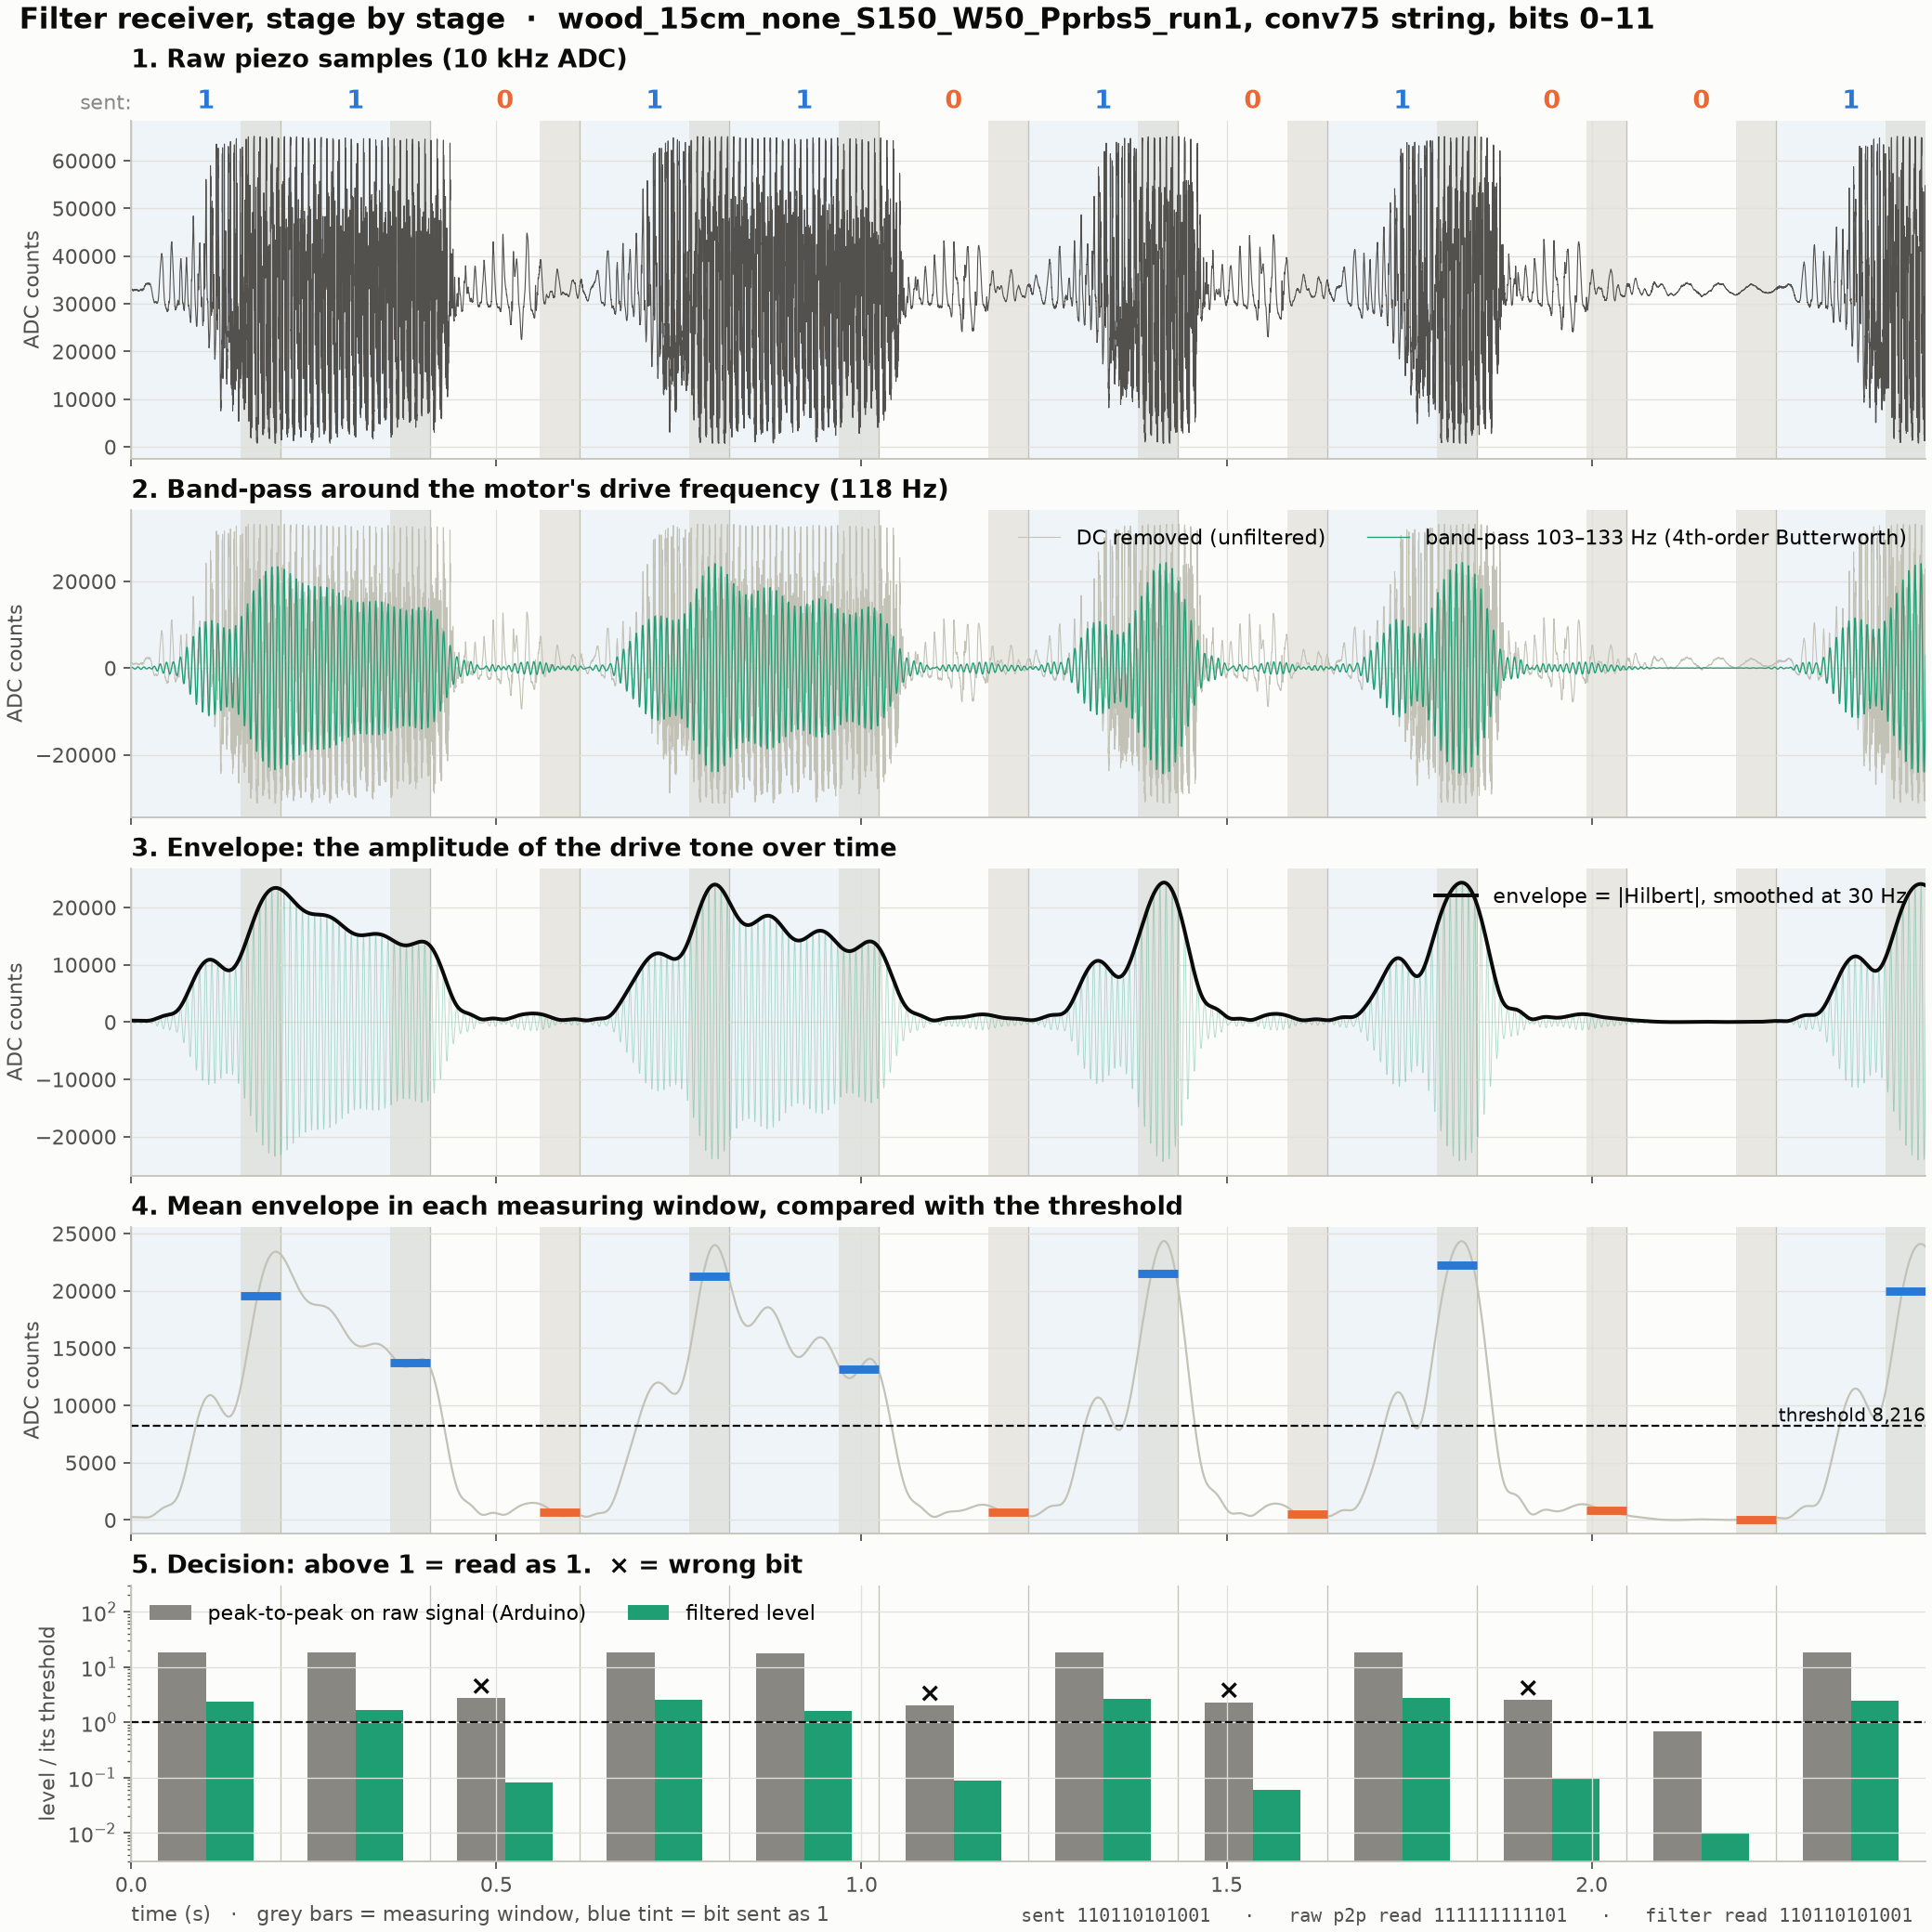 Filter receiver, stage by stage · wood_15cm_none_S150_W50_Pprbs5_run1, conv75 string, bits 0–11
1. Raw piezo samples (10 kHz ADC)
sent: 1 1 0 1 1 0 1 0 1 0 0 1
ADC counts
60000
50000
40000
30000
20000
10000
0
2. Band-pass around the motor's drive frequency (118 Hz)
DC removed (unfiltered) band-pass 103–133 Hz (4th-order Butterworth)
ADC counts
20000
0
−20000
3. Envelope: the amplitude of the drive tone over time
envelope = |Hilbert|, smoothed at 30 Hz
ADC counts
20000
10000
0
−10000
−20000
4. Mean envelope in each measuring window, compared with the threshold
ADC counts
25000
20000
15000
10000
5000
0
threshold 8,216
5. Decision: above 1 = read as 1. × = wrong bit
peak-to-peak on raw signal (Arduino) filtered level
level / its threshold
10²
10¹
10⁰
10⁻¹
10⁻²
× × × ×
0.0 0.5 1.0 1.5 2.0
time (s) · grey bars = measuring window, blue tint = bit sent as 1
sent 110110101001 · raw p2p read 111111111101 · filter read 110110101001